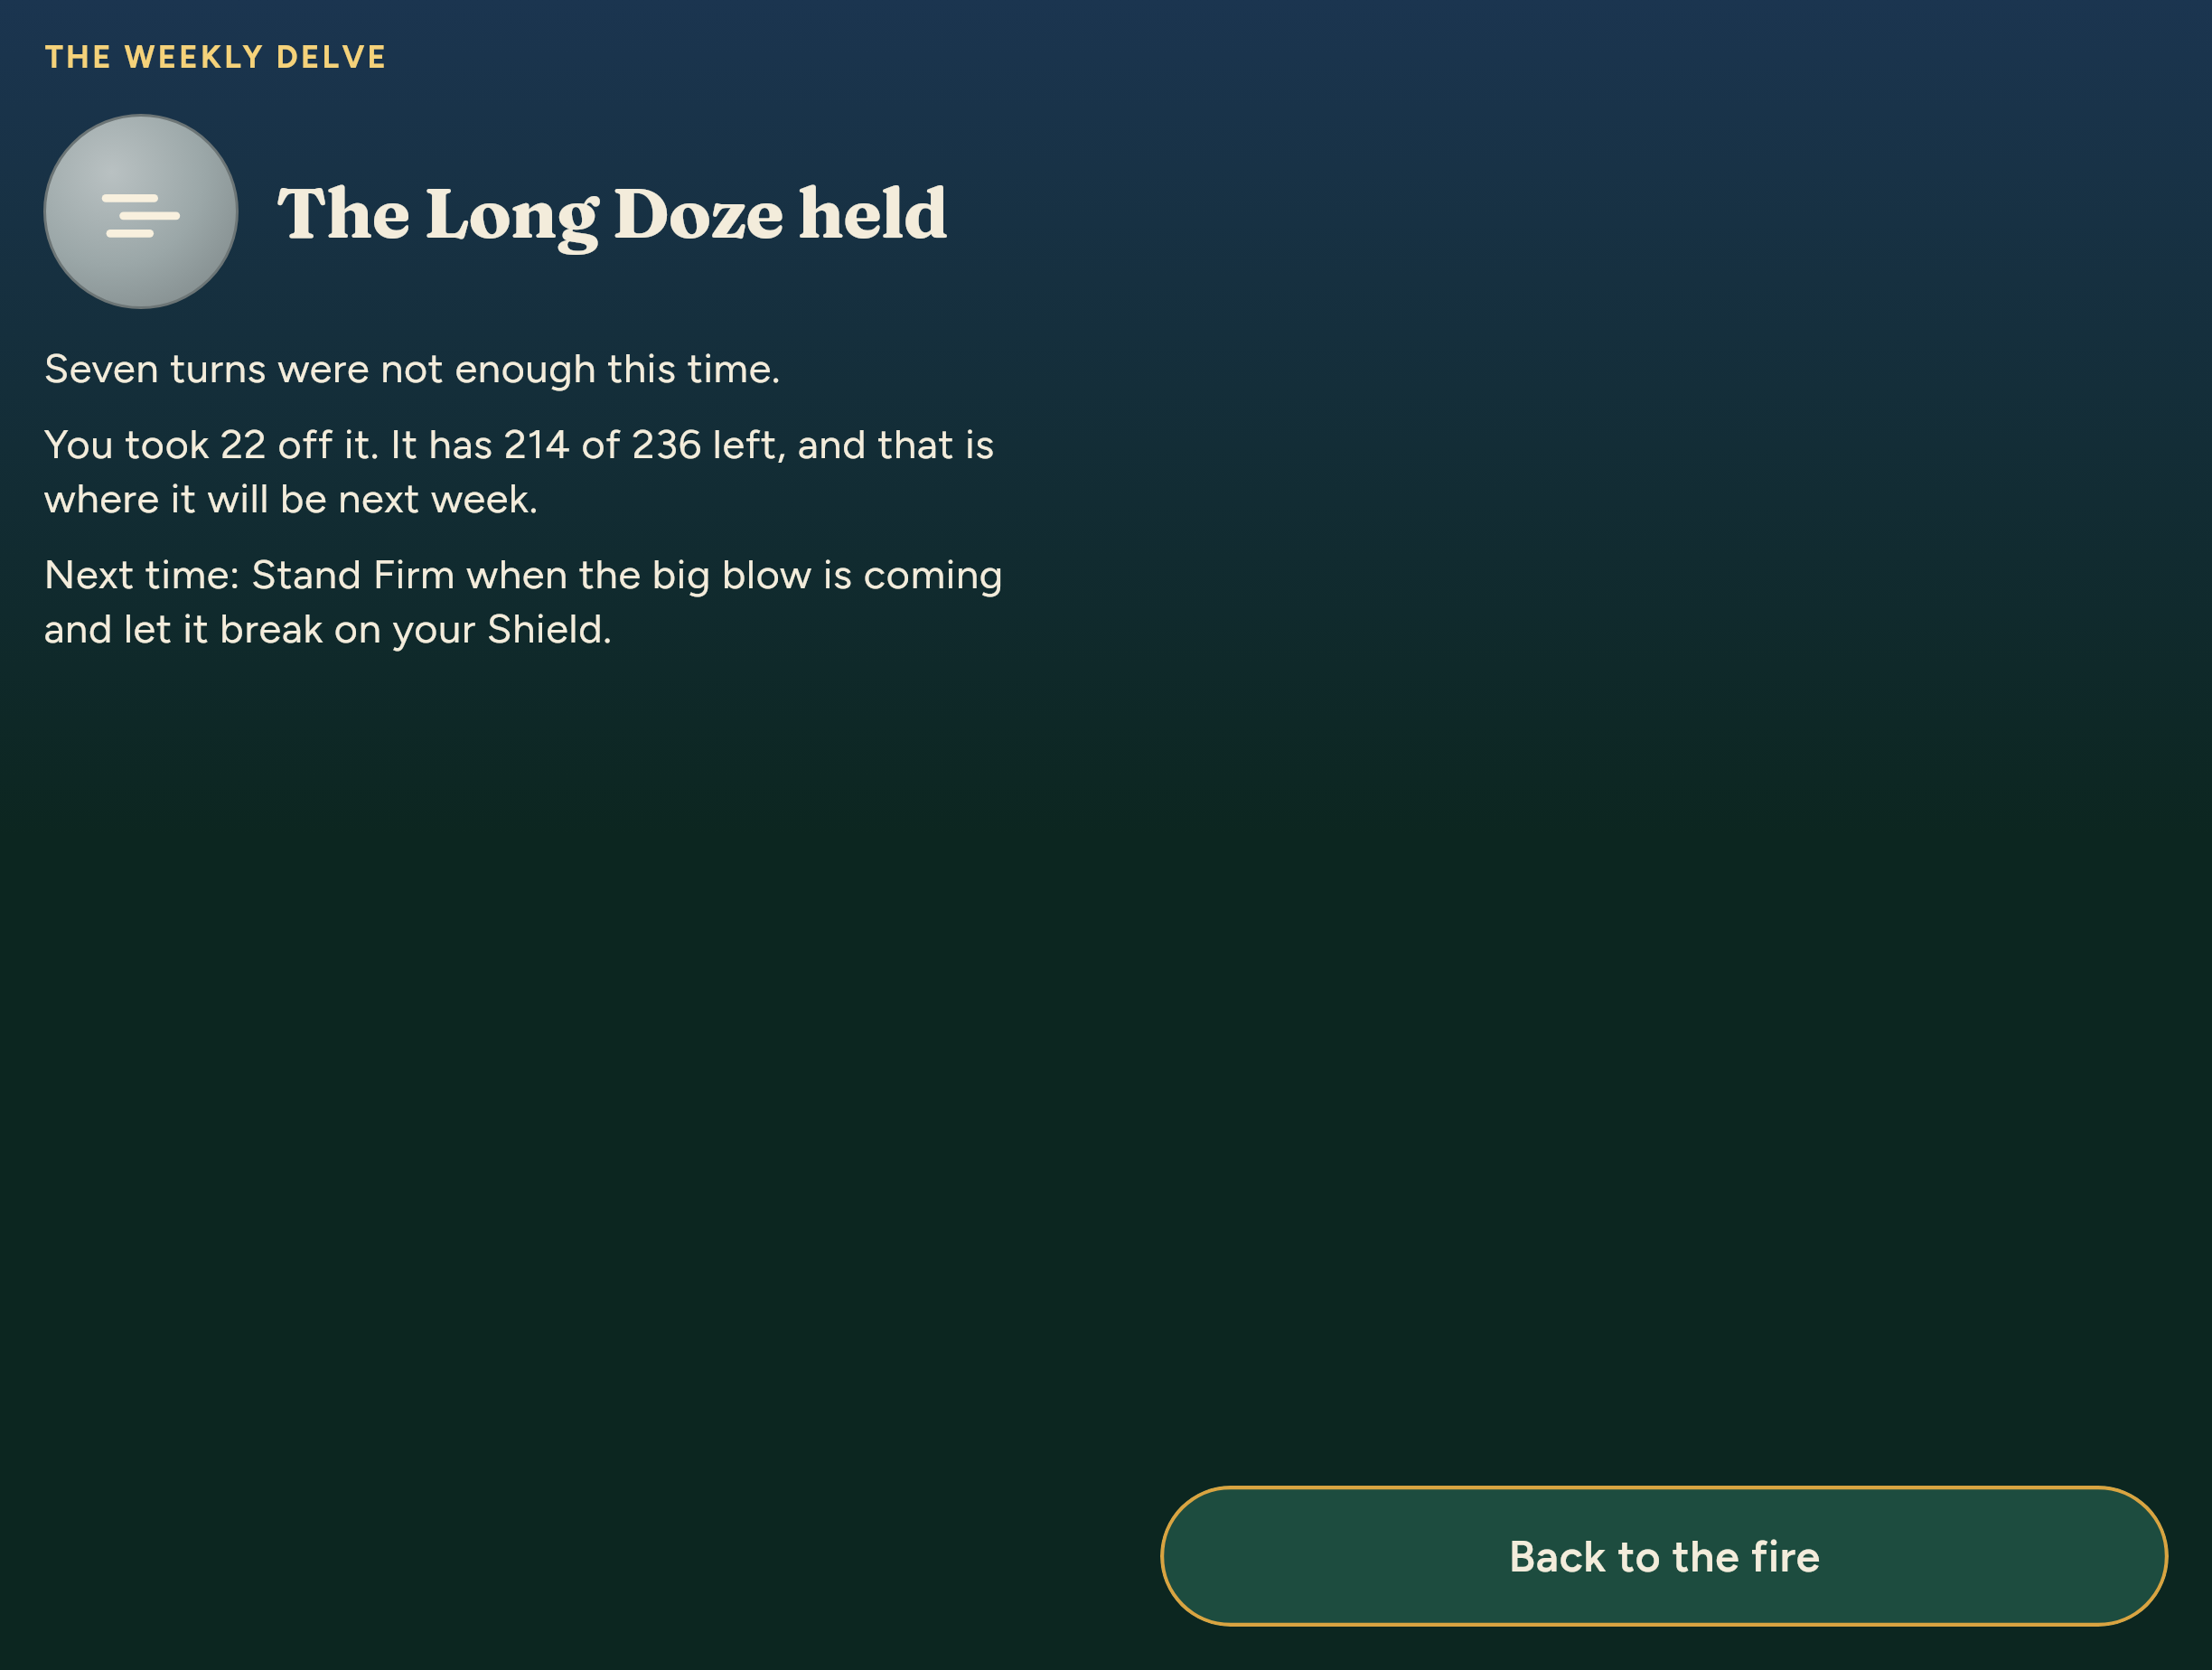 THE WEEKLY DELVE
The Long Doze held
Seven turns were not enough this time.
You took 22 off it. It has 214 of 236 left, and that is
where it will be next week.
Next time: Stand Firm when the big blow is coming
and let it break on your Shield.
Back to the fire